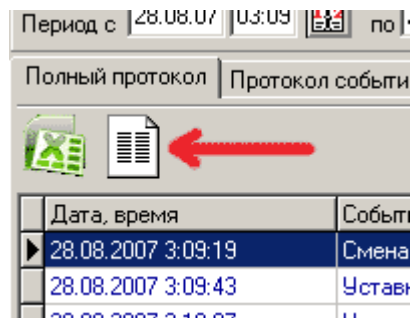 Период с 28.08.07 03:09 по
Полный протокол Протокол событи
Дата, время Событи
28.08.2007 3:09:19 Смена
28.08.2007 3:09:43 Уставк